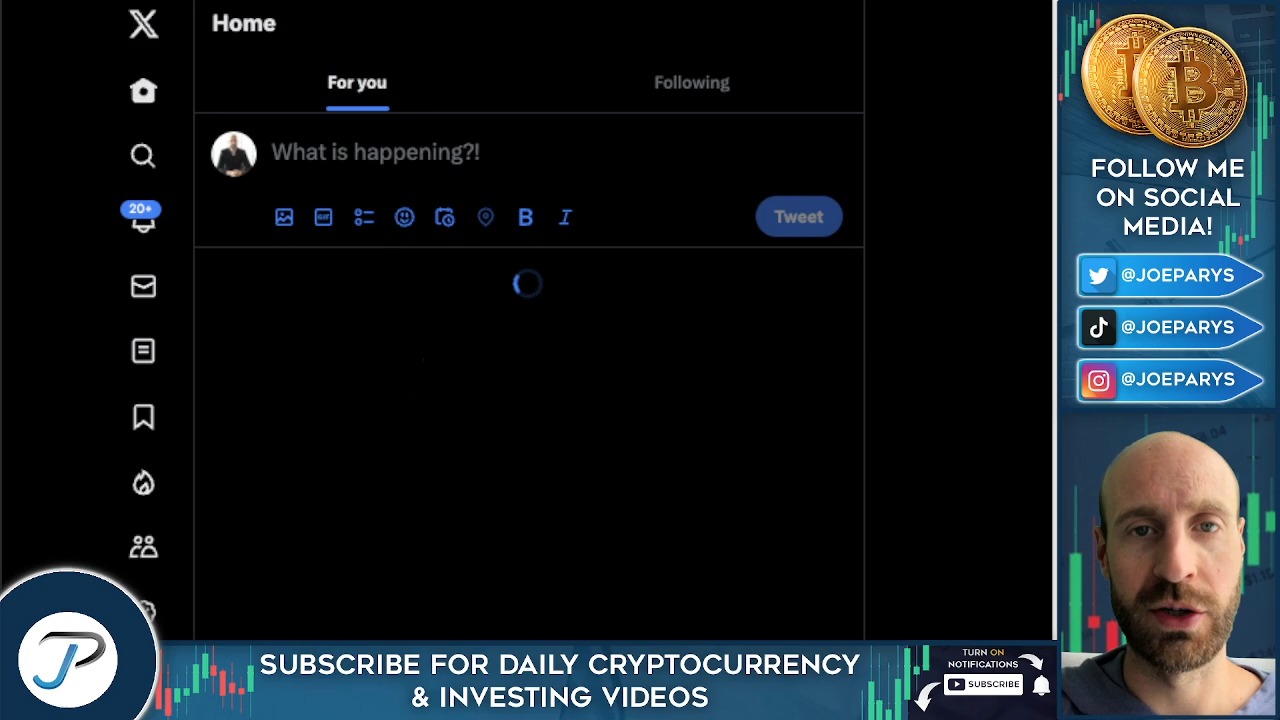 Home
For you
Following
What is happening?!
GIF
B
I
Tweet
20+
FOLLOW ME
ON SOCIAL
MEDIA!
@JOEPARYS
@JOEPARYS
@JOEPARYS
SUBSCRIBE FOR DAILY CRYPTOCURRENCY
& INVESTING VIDEOS
TURN ON
NOTIFICATIONS
SUBSCRIBE